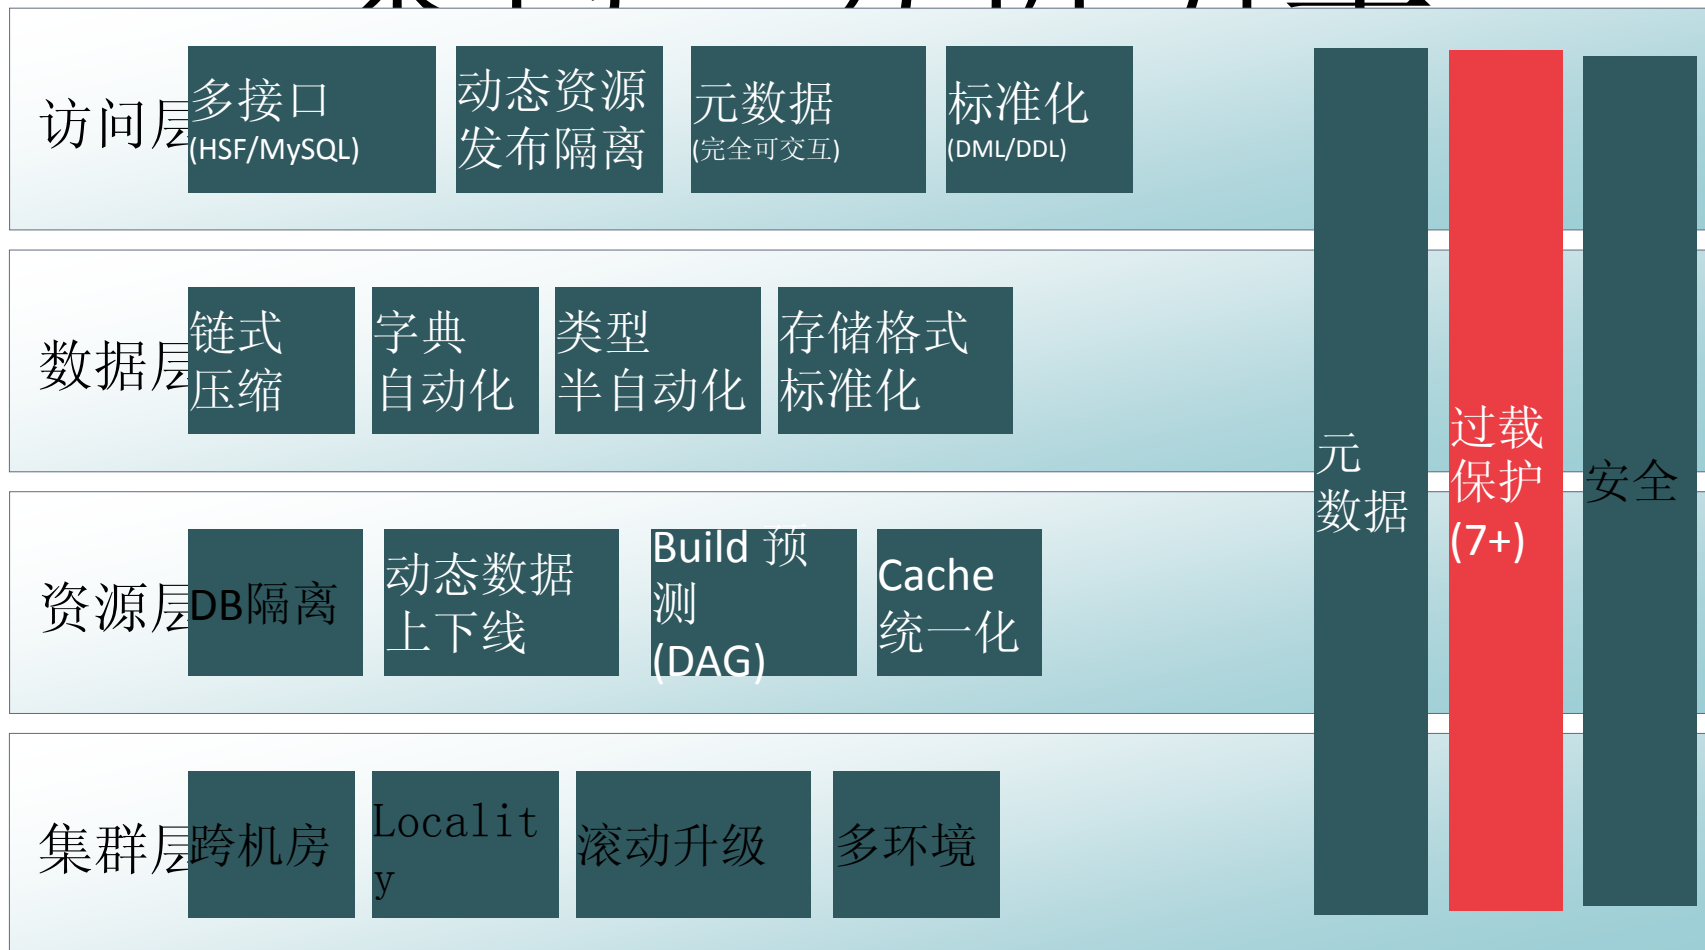 访问层
多接口
(HSF/MySQL)
动态资源
发布隔离
元数据
(完全可交互)
标准化
(DML/DDL)
数据层
链式
压缩
字典
自动化
类型
半自动化
存储格式
标准化
资源层
DB隔离
动态数据
上下线
Build 预
测
(DAG)
Cache
统一化
集群层
跨机房
Localit
y
滚动升级
多环境
元
数据
过载
保护
(7+)
安全